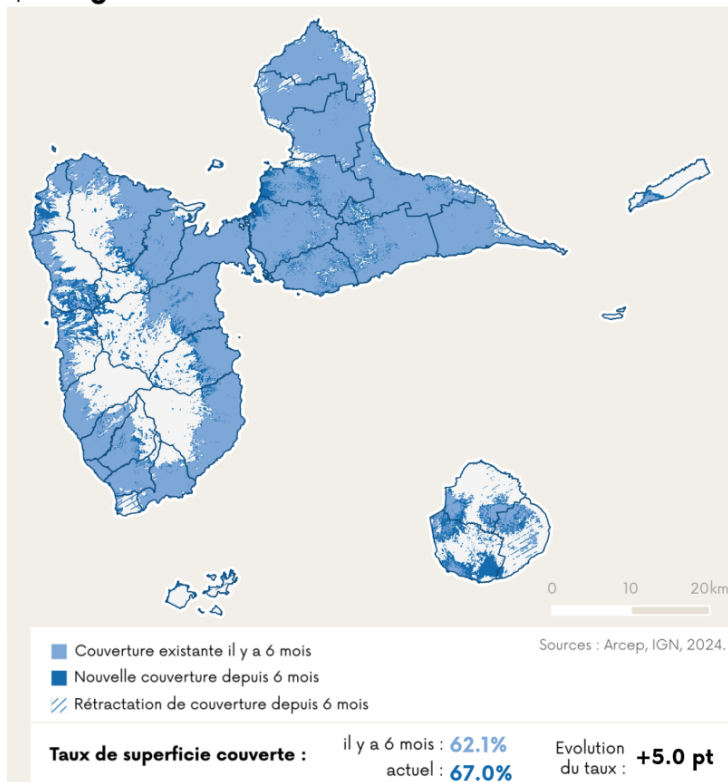 0 10 20km
Sources : Arcep, IGN, 2024.
Couverture existante il y a 6 mois
Nouvelle couverture depuis 6 mois
Rétractation de couverture depuis 6 mois
Taux de superficie couverte : il y a 6 mois : 62.1% Evolution du taux : +5.0 pt
actuel : 67.0%